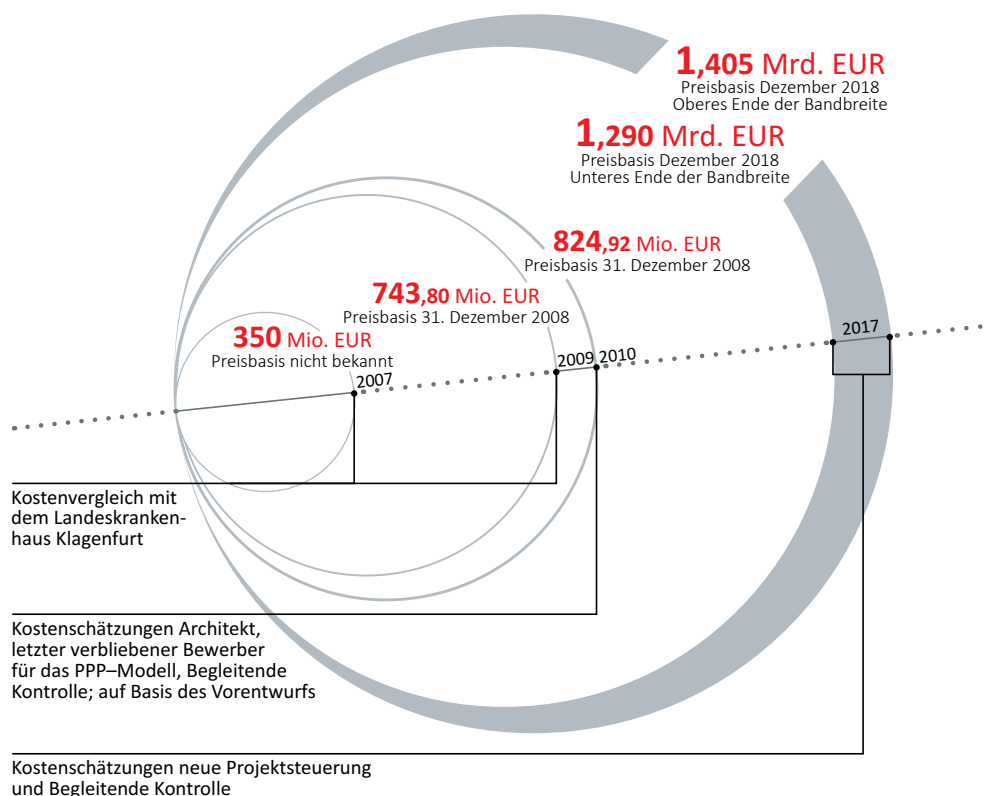 1,405 Mrd. EUR
Preisbasis Dezember 2018
Oberes Ende der Bandbreite
1,290 Mrd. EUR
Preisbasis Dezember 2018
Unteres Ende der Bandbreite
824,92 Mio. EUR
Preisbasis 31. Dezember 2008
743,80 Mio. EUR
Preisbasis 31. Dezember 2008
350 Mio. EUR
Preisbasis nicht bekannt
2007
2009
2010
2017
Kostenvergleich mit
dem Landeskranken-
haus Klagenfurt
Kostenschätzungen Architekt,
letzter verbliebener Bewerber
für das PPP–Modell, Begleitende
Kontrolle; auf Basis des Vorentwurfs
Kostenschätzungen neue Projektsteuerung
und Begleitende Kontrolle